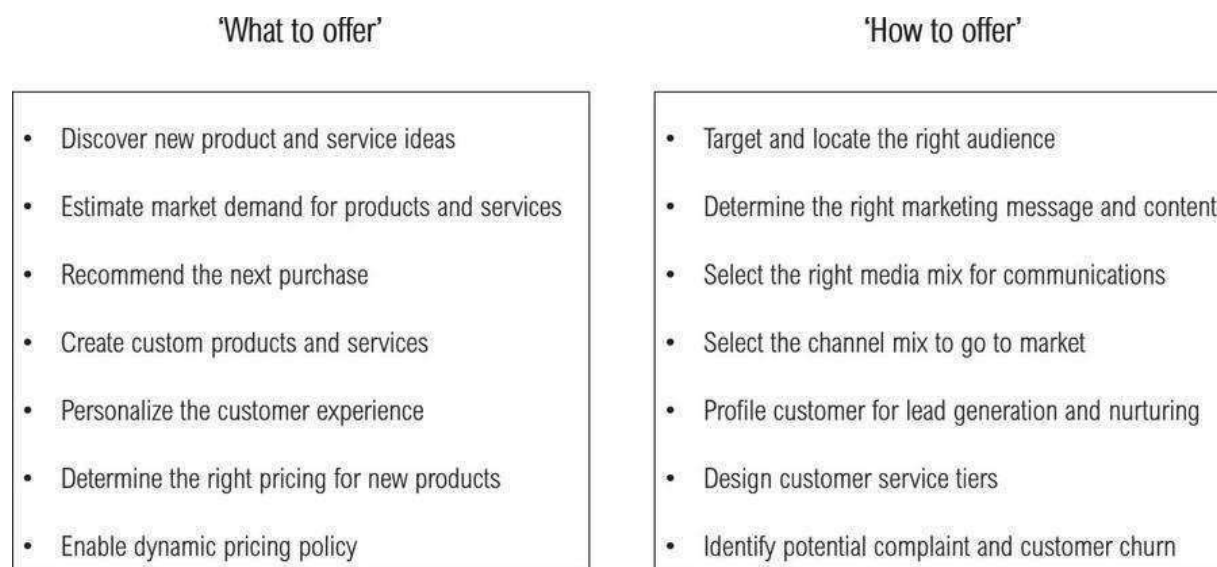 ‘What to offer’
• Discover new product and service ideas
• Estimate market demand for products and services
• Recommend the next purchase
• Create custom products and services
• Personalize the customer experience
• Determine the right pricing for new products
• Enable dynamic pricing policy
‘How to offer’
• Target and locate the right audience
• Determine the right marketing message and content
• Select the right media mix for communications
• Select the channel mix to go to market
• Profile customer for lead generation and nurturing
• Design customer service tiers
• Identify potential complaint and customer churn